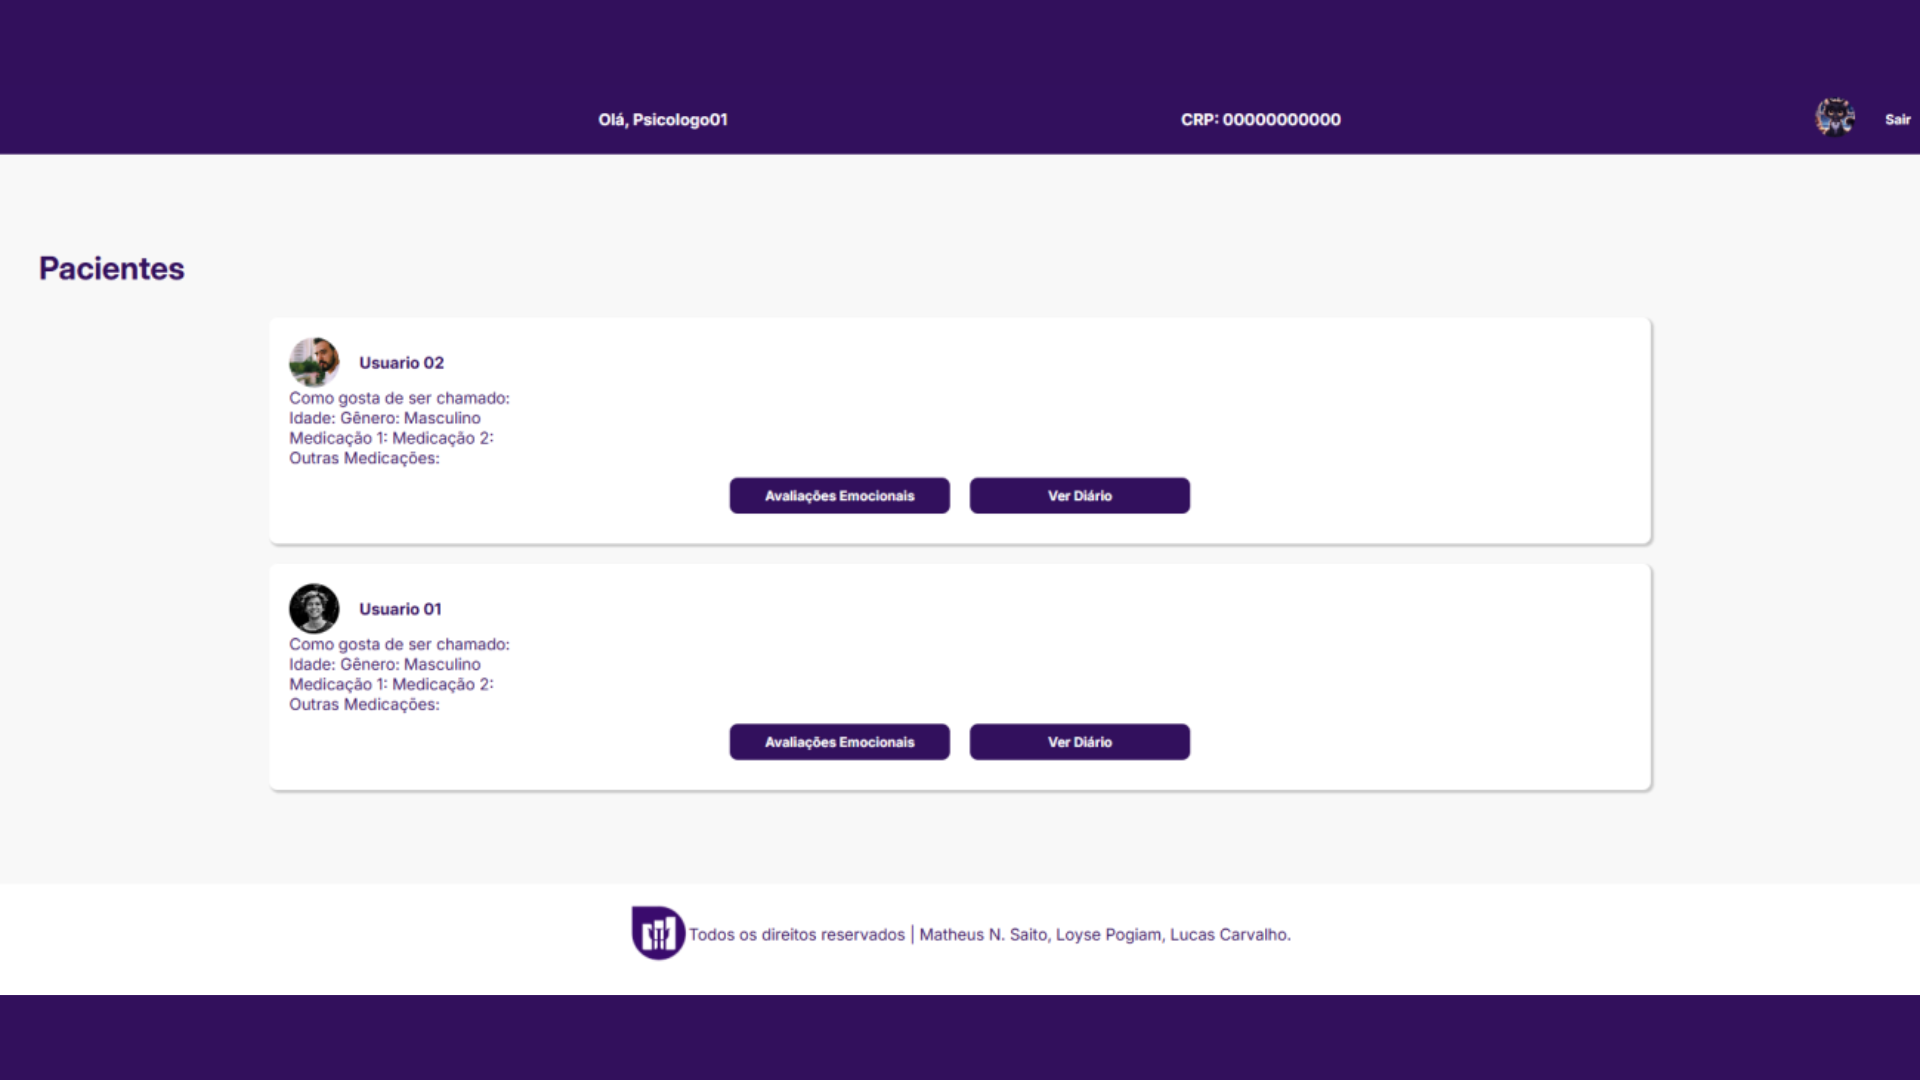 Olá, Psicologo01
CRP: 00000000000
Sair
Pacientes
Usuario 02
Como gosta de ser chamado:
Idade: Gênero: Masculino
Medicação 1: Medicação 2:
Outras Medicações:
Avaliações Emocionais
Ver Diário
Usuario 01
Como gosta de ser chamado:
Idade: Gênero: Masculino
Medicação 1: Medicação 2:
Outras Medicações:
Avaliações Emocionais
Ver Diário
Todos os direitos reservados | Matheus N. Saito, Loyse Pogiam, Lucas Carvalho.